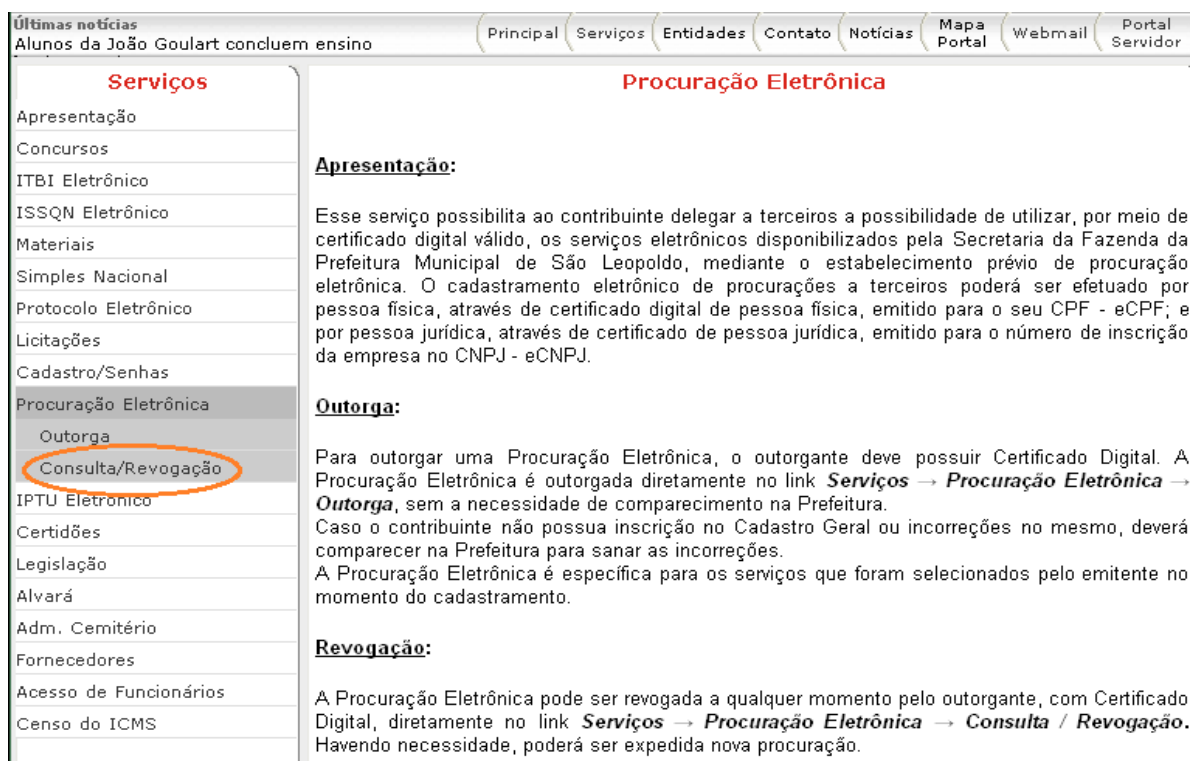 Últimas notícias
Alunos da João Goulart concluem ensino
Principal
Serviços
Entidades
Contato
Notícias
Mapa
Portal
Webmail
Portal
Servidor
Serviços
Apresentação
Concursos
ITBI Eletrônico
ISSQN Eletrônico
Materiais
Simples Nacional
Protocolo Eletrônico
Licitações
Cadastro/Senhas
Procuração Eletrônica
Outorga
Consulta/Revogação
IPTU Eletrônico
Certidões
Legislação
Alvará
Adm. Cemitério
Fornecedores
Acesso de Funcionários
Censo do ICMS
Procuração Eletrônica
Apresentação:
Esse serviço possibilita ao contribuinte delegar a terceiros a possibilidade de utilizar, por meio de
certificado digital válido, os serviços eletrônicos disponibilizados pela Secretaria da Fazenda da
Prefeitura Municipal de São Leopoldo, mediante o estabelecimento prévio de procuração
eletrônica. O cadastramento eletrônico de procurações a terceiros poderá ser efetuado por
pessoa física, através de certificado digital de pessoa física, emitido para o seu CPF - eCPF; e
por pessoa jurídica, através de certificado de pessoa jurídica, emitido para o número de inscrição
da empresa no CNPJ - eCNPJ.
Outorga:
Para outorgar uma Procuração Eletrônica, o outorgante deve possuir Certificado Digital. A
Procuração Eletrônica é outorgada diretamente no link Serviços → Procuração Eletrônica →
Outorga, sem a necessidade de comparecimento na Prefeitura.
Caso o contribuinte não possua inscrição no Cadastro Geral ou incorreções no mesmo, deverá
comparecer na Prefeitura para sanar as incorreções.
A Procuração Eletrônica é específica para os serviços que foram selecionados pelo emitente no
momento do cadastramento.
Revogação:
A Procuração Eletrônica pode ser revogada a qualquer momento pelo outorgante, com Certificado
Digital, diretamente no link Serviços → Procuração Eletrônica → Consulta / Revogação.
Havendo necessidade, poderá ser expedida nova procuração.